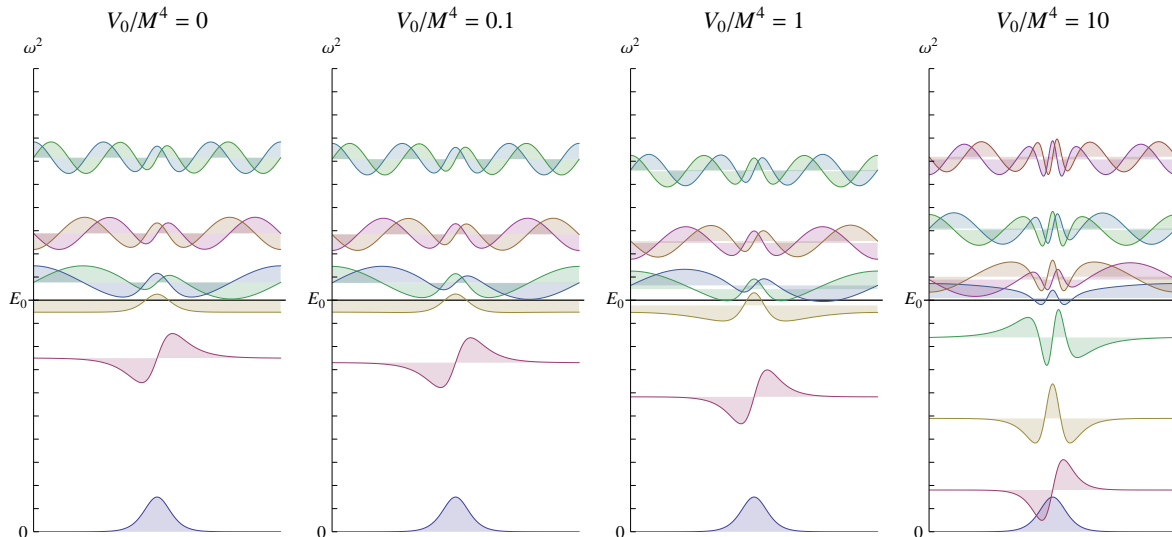 V₀/M⁴ = 0
V₀/M⁴ = 0.1
V₀/M⁴ = 1
V₀/M⁴ = 10
ω²
ω²
ω²
ω²
E₀
E₀
E₀
E₀
0
0
0
0